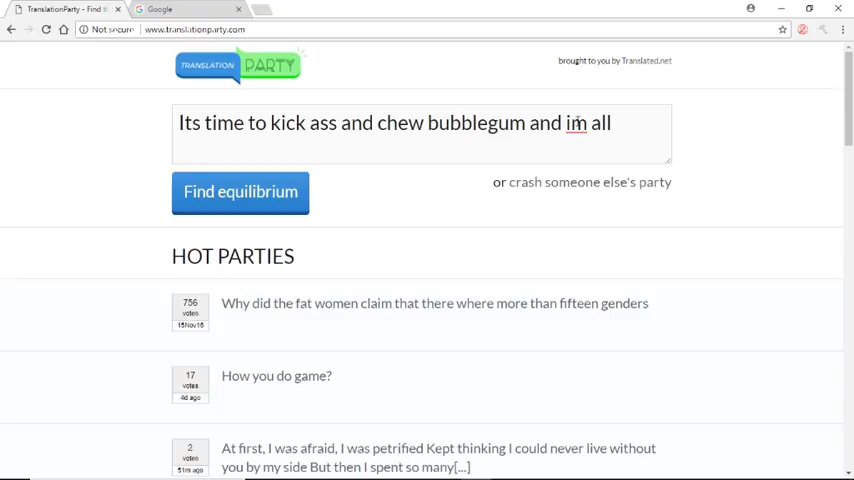 TranslationParty - Find t
Google
Not secure
www.translationparty.com
TRANSLATION PARTY
brought to you by Translated.net
Its time to kick ass and chew bubblegum and im all
Find equilibrium
or crash someone else's party
HOT PARTIES
756
votes
15Nov18
Why did the fat women claim that there where more than fifteen genders
17
votes
4d ago
How you do game?
2
votes
51m ago
At first, I was afraid, I was petrified Kept thinking I could never live without
you by my side But then I spent so many[...]